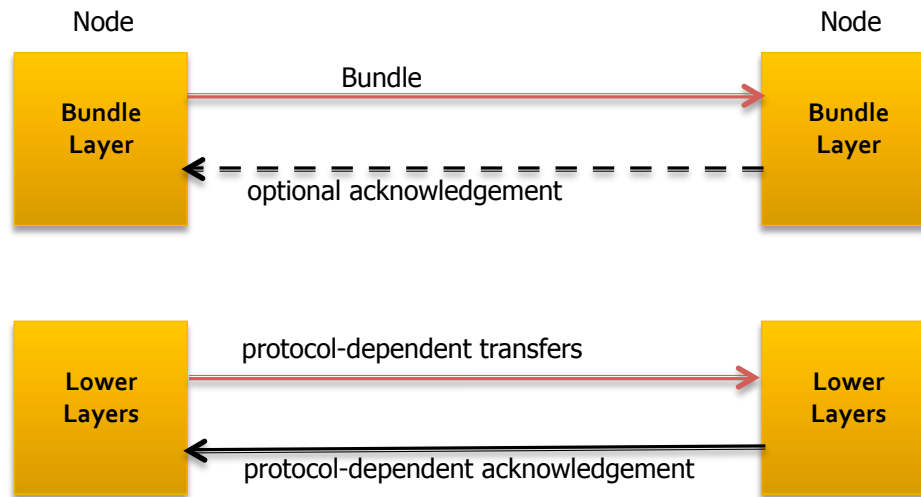 Node
Node
Bundle
Layer
Bundle
Bundle
Layer
optional acknowledgement
Lower
Layers
protocol-dependent transfers
Lower
Layers
protocol-dependent acknowledgement